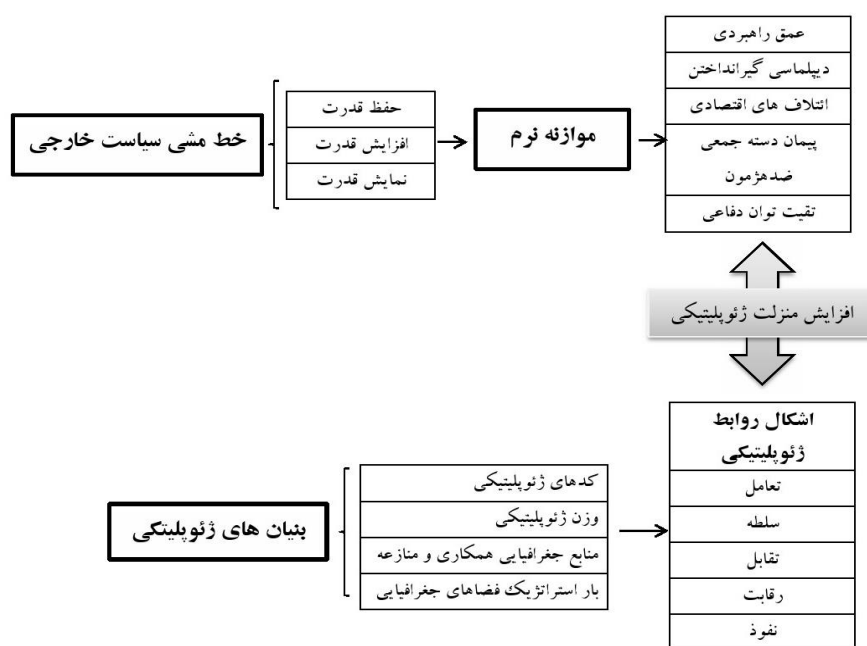 عمق راهبردی
دیپلماسی گیرانداختن
ائتلاف های اقتصادی
پیمان دسته جمعی
ضدهژمون
تقیت توان دفاعی
موازنه نرم
حفظ قدرت
افزایش قدرت
نمایش قدرت
خط مشی سیاست خارجی
افزایش منزلت ژئوپلیتیکی
اشکال روابط
ژئوپلیتیکی
تعامل
سلطه
تقابل
رقابت
نفوذ
کدهای ژئوپلیتیکی
وزن ژئوپلیتیکی
منابع جغرافیایی همکاری و منازعه
بار استراتژیک فضاهای جغرافیایی
بنیان های ژئوپلیتکی